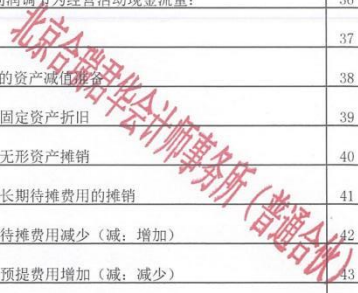 润调节为经营活动现金流量: 36
37
的资产减值准备 38
固定资产折旧 39
无形资产摊销 40
长期待摊费用的摊销 41
待摊费用减少（减：增加） 42
预提费用增加（减：减少） 43
北京合瑞君华会计师事务所（普通合伙）